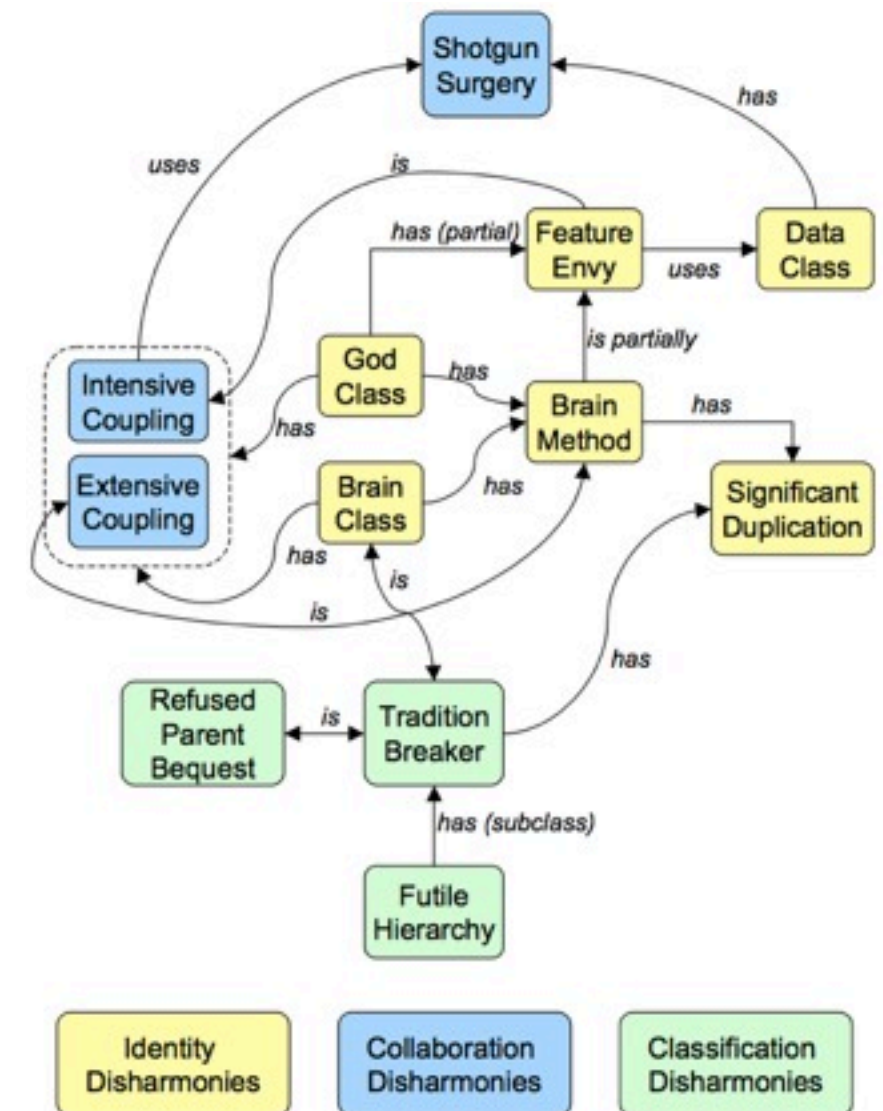 Shotgun
Surgery
has
uses
is
has (partial)
Feature
Envy
uses
Data
Class
is partially
God
Class
has
has
Intensive
Coupling
Extensive
Coupling
Brain
Method
has
Brain
Class
has
has
Significant
Duplication
is
is
has
Refused
Parent
Bequest
is
Tradition
Breaker
has (subclass)
Futile
Hierarchy
Identity
Disharmonies
Collaboration
Disharmonies
Classification
Disharmonies